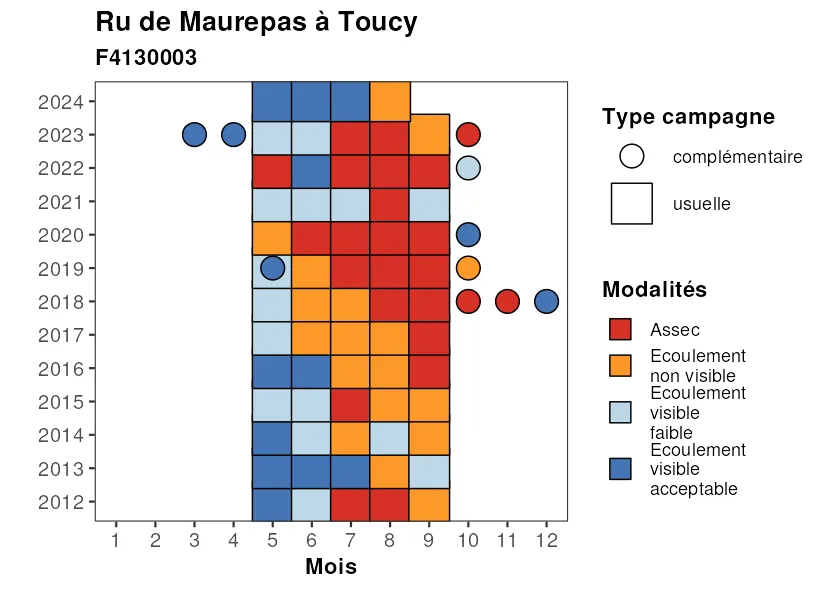 Ru de Maurepas à Toucy
F4130003
2024
2023
2022
2021
2020
2019
2018
2017
2016
2015
2014
2013
2012
1 2 3 4 5 6 7 8 9 10 11 12
Mois
Type campagne
complémentaire
usuelle
Modalités
Assec
Ecoulement
non visible
Ecoulement
visible
faible
Ecoulement
visible
acceptable